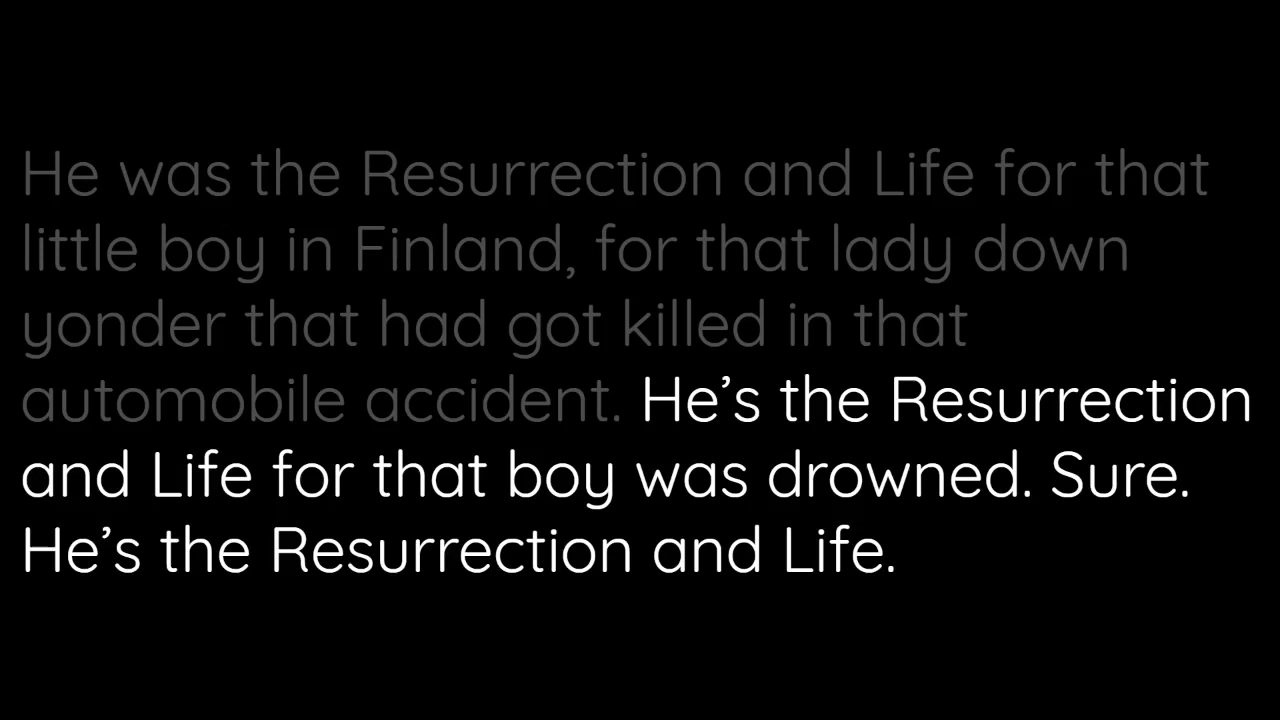 He was the Resurrection and Life for that
little boy in Finland, for that lady down
yonder that had got killed in that
automobile accident. He’s the Resurrection
and Life for that boy was drowned. Sure.
He’s the Resurrection and Life.